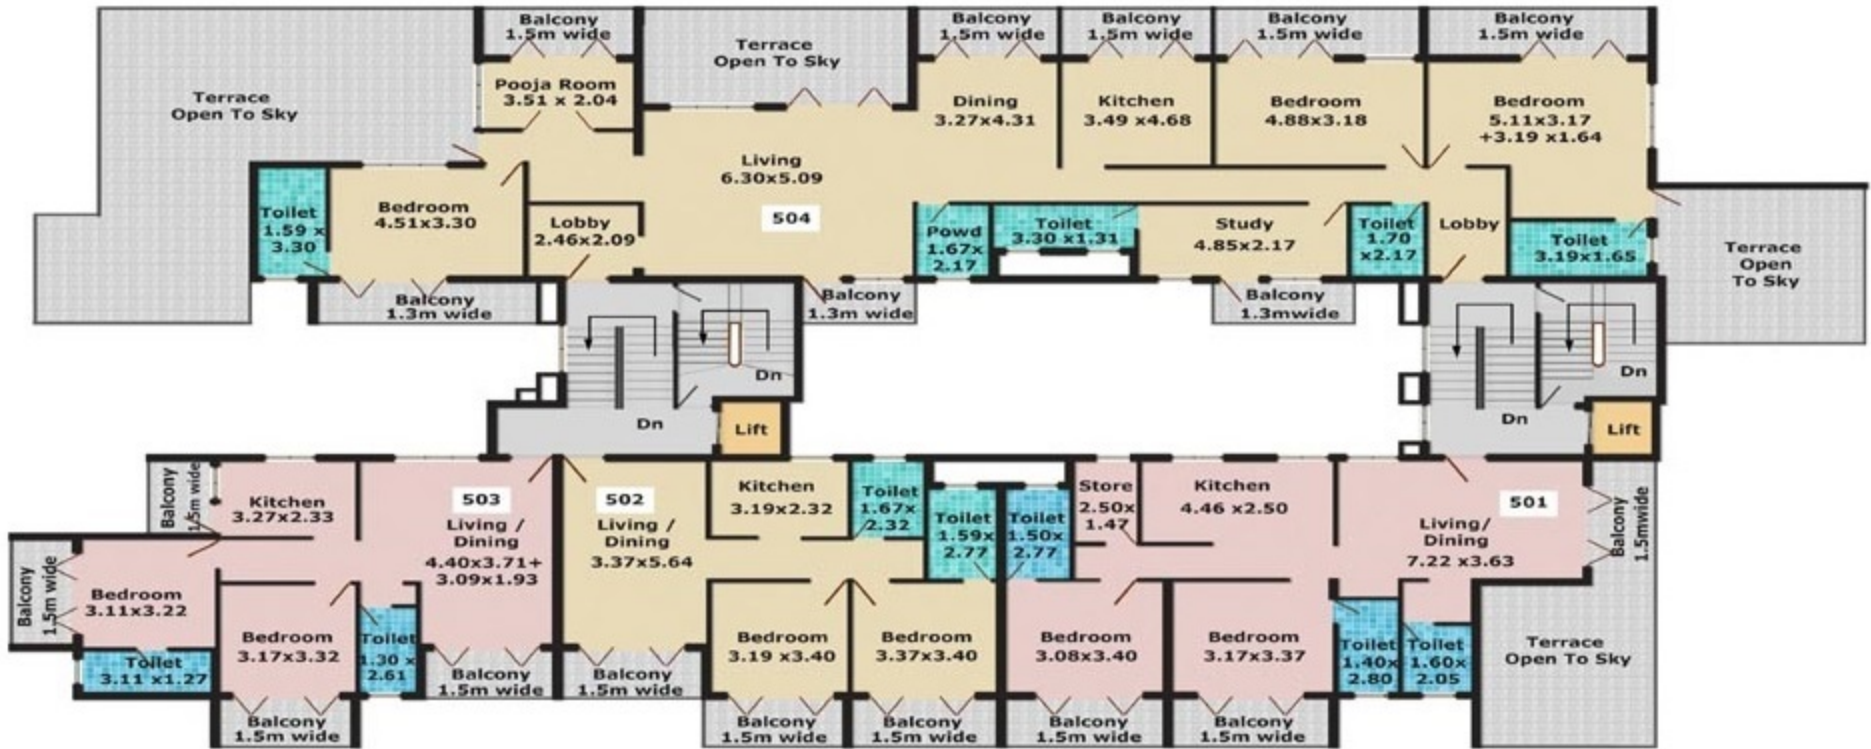 Terrace
Open To Sky
Balcony
1.5m wide
Pooja Room
3.51 x 2.04
Terrace
Open To Sky
Balcony
1.5m wide
Dining
3.27x4.31
Balcony
1.5m wide
Kitchen
3.49 x4.68
Balcony
1.5m wide
Bedroom
4.88x3.18
Balcony
1.5m wide
Bedroom
5.11x3.17
+3.19 x1.64
Toilet
1.59 x
3.30
Bedroom
4.51x3.30
Lobby
2.46x2.09
Living
6.30x5.09
504
Powd
1.67x
2.17
Toilet
3.30 x1.31
Study
4.85x2.17
Toilet
1.70
x2.17
Lobby
Toilet
3.19x1.65
Terrace
Open
To Sky
Balcony
1.3m wide
Balcony
1.3m wide
Balcony
1.3mwide
Dn
Dn
Lift
Dn
Dn
Lift
Balcony
1.5m wide
Kitchen
3.27x2.33
503
Living /
Dining
4.40x3.71+
3.09x1.93
502
Living /
Dining
3.37x5.64
Kitchen
3.19x2.32
Toilet
1.67x
2.32
Toilet
1.59x
2.77
Toilet
1.50x
2.77
Store
2.50x
1.47
Kitchen
4.46 x2.50
501
Living/
Dining
7.22 x3.63
Balcony
1.5mwide
Balcony
1.5m wide
Bedroom
3.11x3.22
Toilet
3.11 x1.27
Bedroom
3.17x3.32
Toilet
1.30 x
2.61
Balcony
1.5m wide
Balcony
1.5m wide
Bedroom
3.19 x3.40
Bedroom
3.37x3.40
Bedroom
3.08x3.40
Bedroom
3.17x3.37
Toilet
1.40x
2.80
Toilet
1.60x
2.05
Terrace
Open To Sky
Balcony
1.5m wide
Balcony
1.5m wide
Balcony
1.5m wide
Balcony
1.5m wide
Balcony
1.5m wide